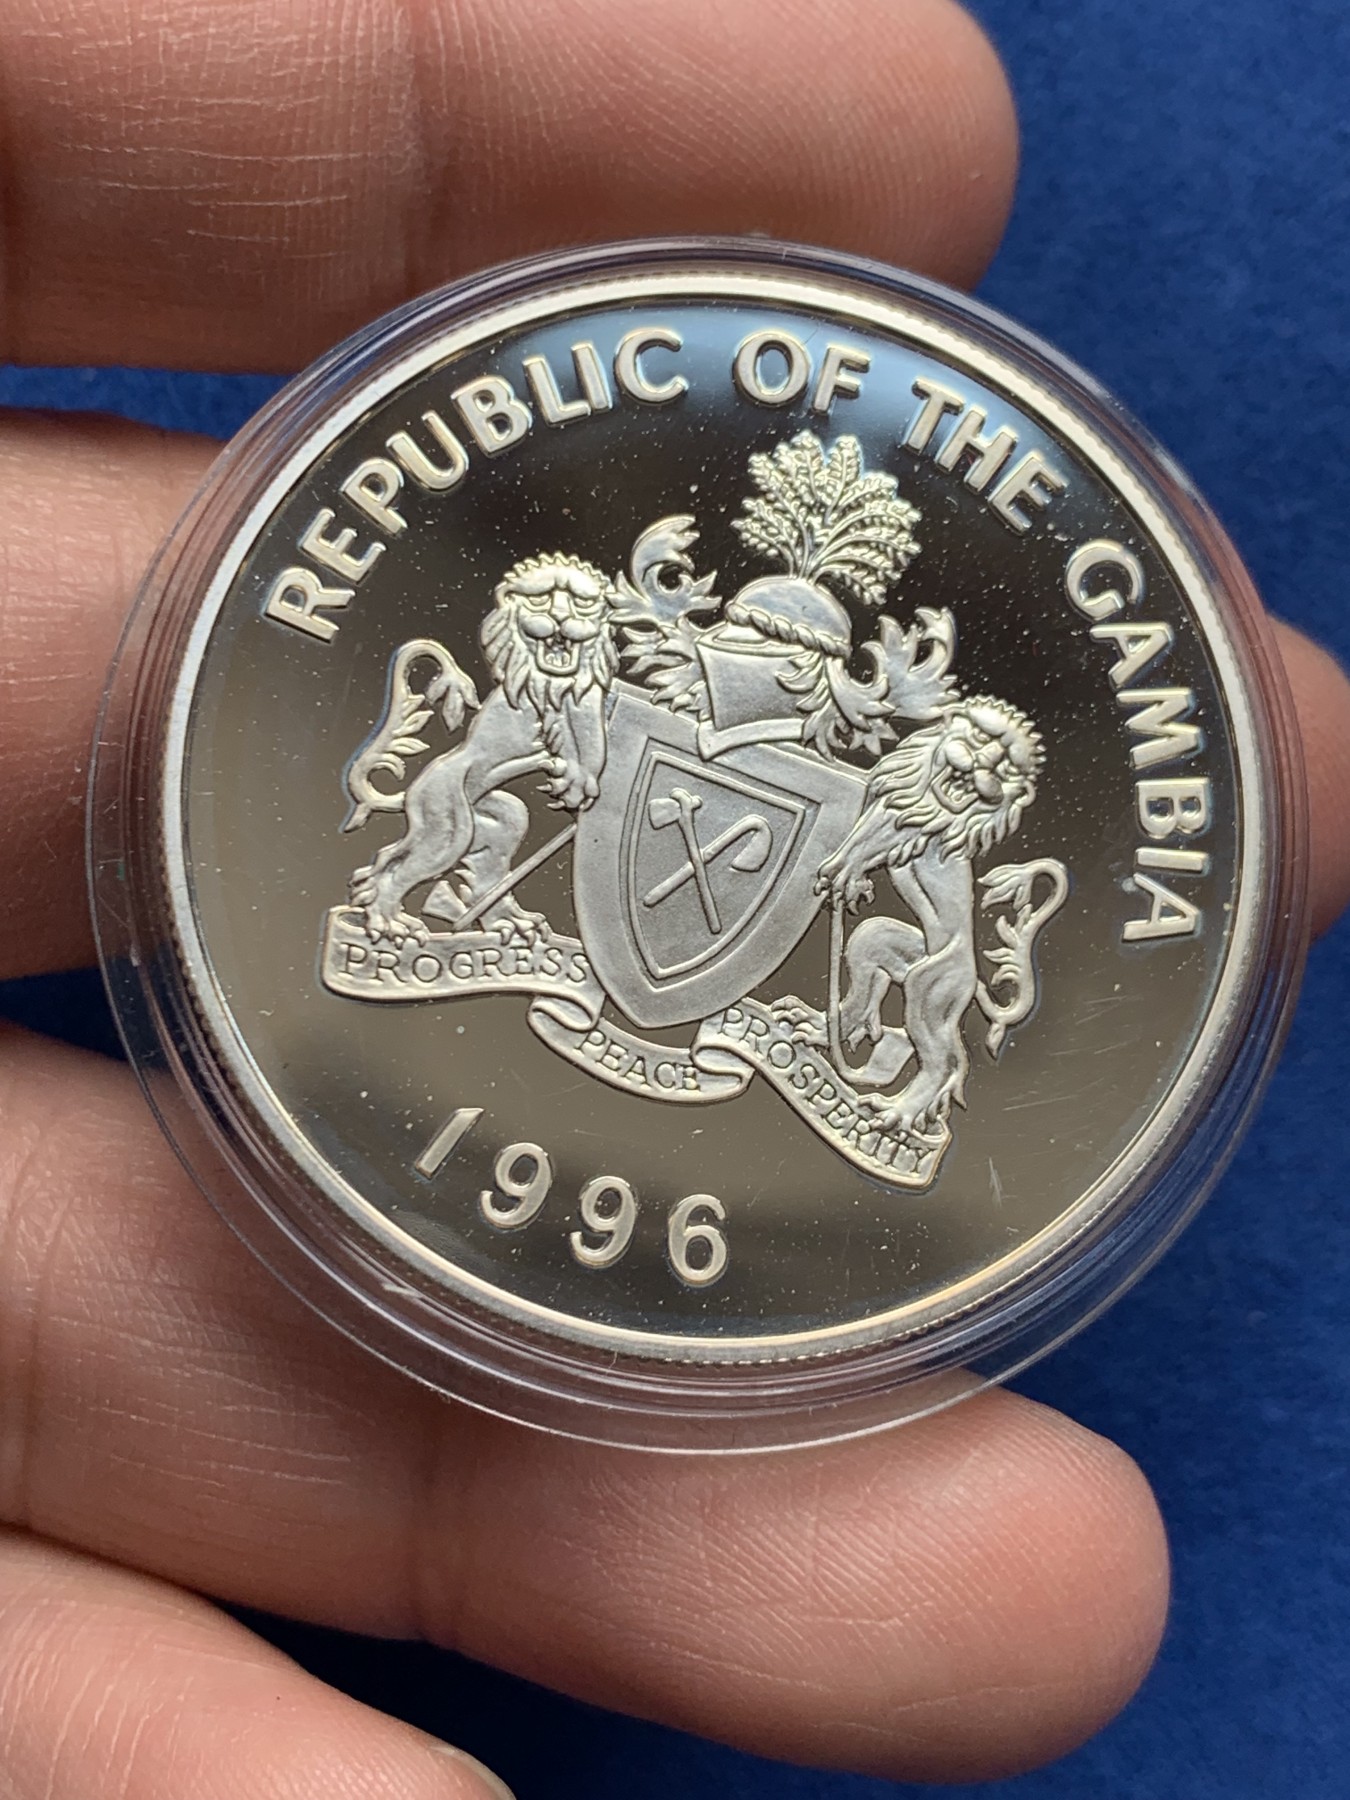 REPUBLIC OF THE GAMBIA
PROGRESS
PEACE
PROSPERITY
1996